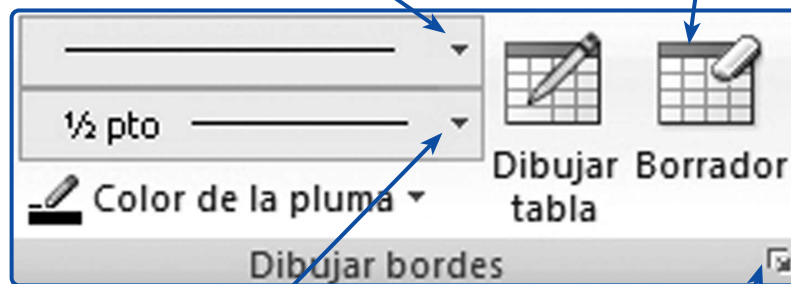 ½ pto
Color de la pluma
Dibujar tabla
Borrador
Dibujar bordes